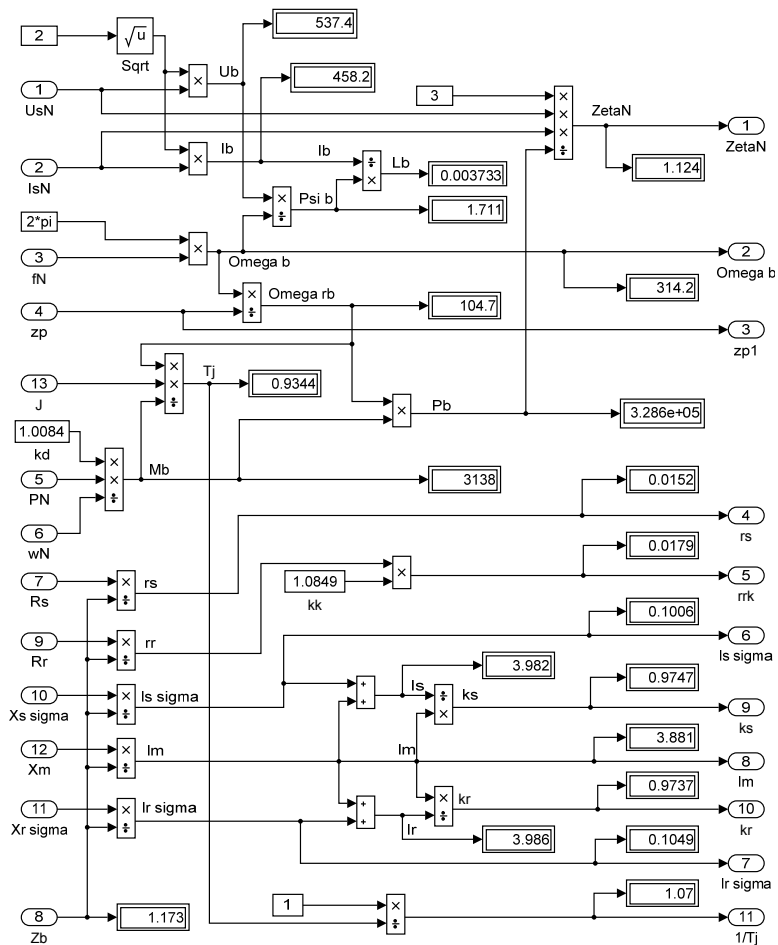 537.4
2
√u
Sqrt
Ub
458.2
1
UsN
3
ZetaN
1
ZetaN
Ib
Ib
Lb
0.003733
1.124
2
IsN
Psi b
1.711
2*pi
3
fN
Omega b
2
Omega b
Omega rb
104.7
314.2
4
zp
3
zp1
Tj
0.9344
13
J
Pb
3.286e+05
1.0084
kd
Mb
3138
0.0152
5
PN
4
rs
6
wN
0.0179
7
Rs
rs
1.0849
kk
5
rrk
9
Rr
rr
0.1006
6
ls sigma
10
Xs sigma
ls sigma
ls
3.982
ks
0.9747
9
ks
12
Xm
lm
lm
3.881
8
lm
11
Xr sigma
lr sigma
kr
0.9737
10
kr
lr
3.986
0.1049
7
lr sigma
1
1.07
8
Zb
1.173
11
1/Tj